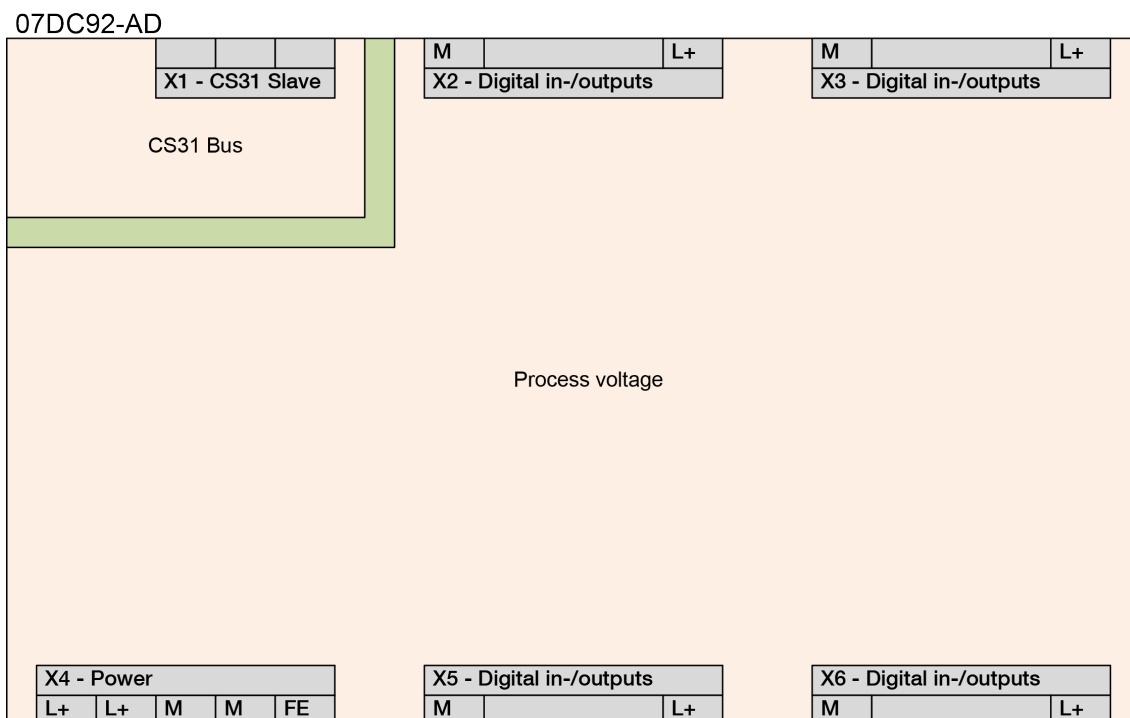 07DC92-AD
M L+ M L+
X1 - CS31 Slave X2 - Digital in-/outputs X3 - Digital in-/outputs
CS31 Bus
Process voltage
X4 - Power X5 - Digital in-/outputs X6 - Digital in-/outputs
L+ L+ M M FE M L+ M L+